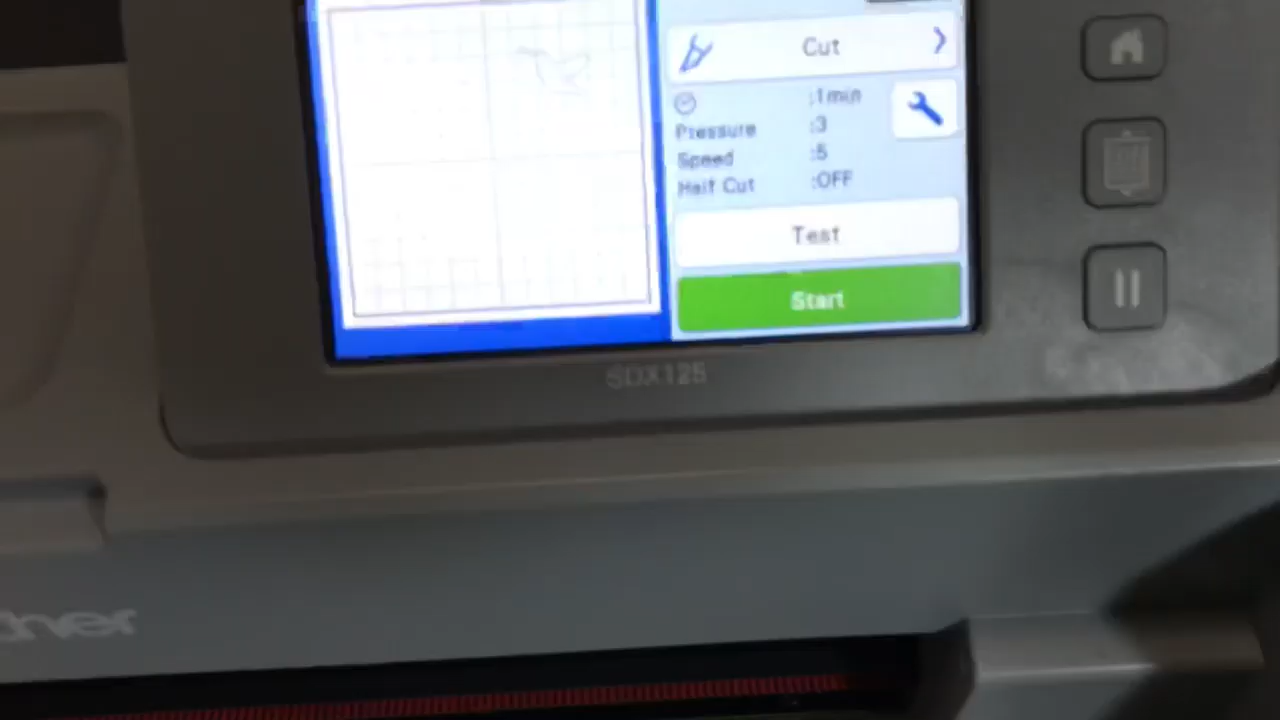 Cut
:1min
Pressure :3
Speed :5
Half Cut :OFF
Test
Start
SDX125